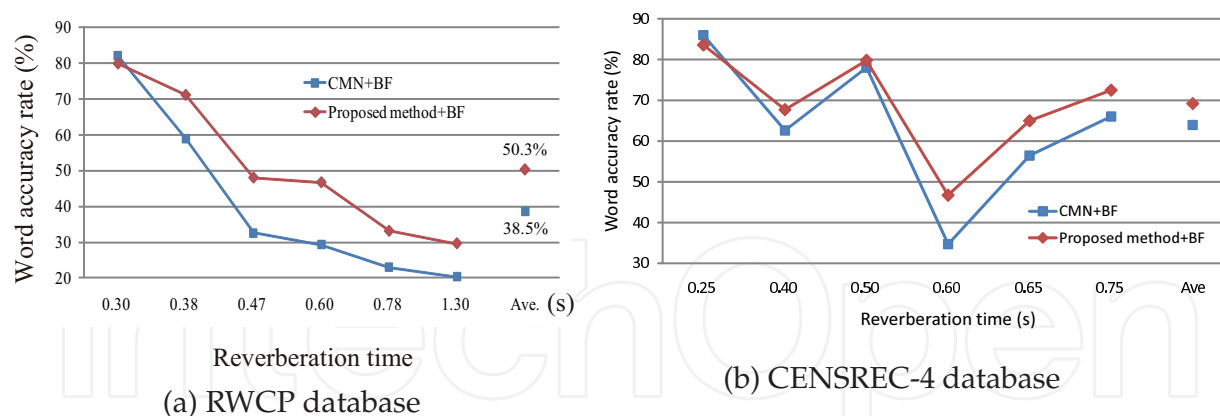 90
80
70
60
50
40
30
20
Word accuracy rate (%)
CMN+BF
Proposed method+BF
50.3%
38.5%
0.30 0.38 0.47 0.60 0.78 1.30 Ave. (s)
Reverberation time
(a) RWCP database
90
80
70
60
50
40
30
Word accuracy rate (%)
CMN+BF
Proposed method+BF
0.25 0.40 0.50 0.60 0.65 0.75 Ave
Reverberation time (s)
(b) CENSREC-4 database
IntechOpen